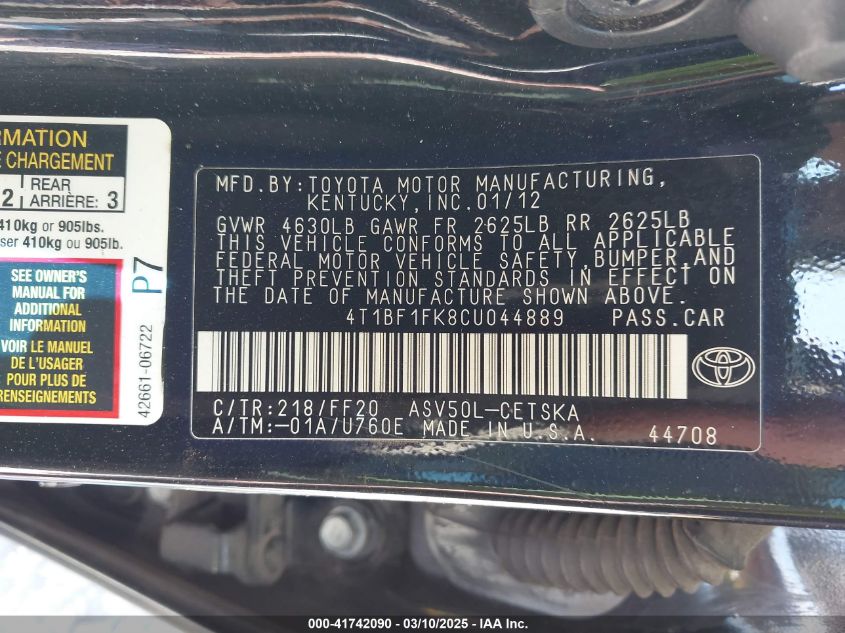 RMATION
E CHARGEMENT
2 REAR
ARRIÈRE: 3
410kg or 905lbs.
ser 410kg ou 905lb.
SEE OWNER'S
MANUAL FOR
ADDITIONAL
INFORMATION
VOIR LE MANUEL
DE L'USAGER
POUR PLUS DE
RENSEIGNEMENTS
P7
42661-06722
MFD.BY:TOYOTA MOTOR MANUFACTURING,
KENTUCKY,INC.01/12
GVWR 4630LB GAWR FR 2625LB RR 2625LB
THIS VEHICLE CONFORMS TO ALL APPLICABLE
FEDERAL MOTOR VEHICLE SAFETY,BUMPER,AND
THEFT PREVENTION STANDARDS IN EFFECT ON
THE DATE OF MANUFACTURE SHOWN ABOVE.
4T1BF1FK8CU044889 PASS.CAR
C/TR:218/FF20 ASV50L-CETSKA
A/TM:-01A/U760E MADE IN U.S.A. 44708
000-41742090 - 03/10/2025 - IAA Inc.